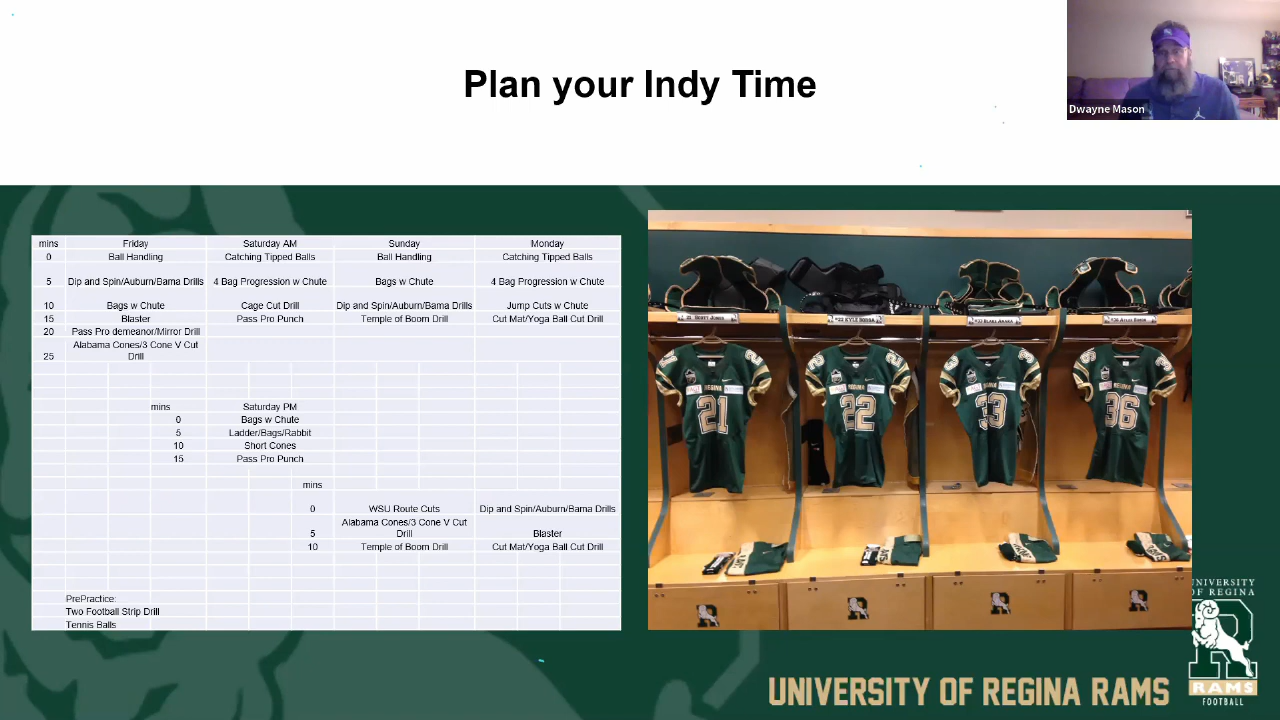 Plan your Indy Time
Dwayne Mason
mins Friday Saturday AM Sunday Monday
0 Ball Handling Catching Tipped Balls Ball Handling Catching Tipped Balls
5 Dip and Spin/Auburn/Bama Drills 4 Bag Progression w Chute Bags w Chute 4 Bag Progression w Chute
10 Bags w Chute Cage Cut Drill Dip and Spin/Auburn/Bama Drills Jump Cuts w Chute
15 Blaster Pass Pro Punch Temple of Boom Drill Cut Mat/Yoga Ball Cut Drill
20 Pass Pro demeanor/Mirror Drill
Alabama Cones/3 Cone V Cut
25 Drill
mins Saturday PM
0 Bags w Chute
5 Ladder/Bags/Rabbit
10 Short Cones
15 Pass Pro Punch
mins
0 WSU Route Cuts Dip and Spin/Auburn/Bama Drills
Alabama Cones/3 Cone V Cut
5 Drill Blaster
10 Temple of Boom Drill Cut Mat/Yoga Ball Cut Drill
PrePractice:
Two Football Strip Drill
Tennis Balls
REGINA
21
REGINA
22
REGINA
33
REGINA
36
UNIVERSITY
OF REGINA
R
RAMS
FOOTBALL
UNIVERSITY OF REGINA RAMS